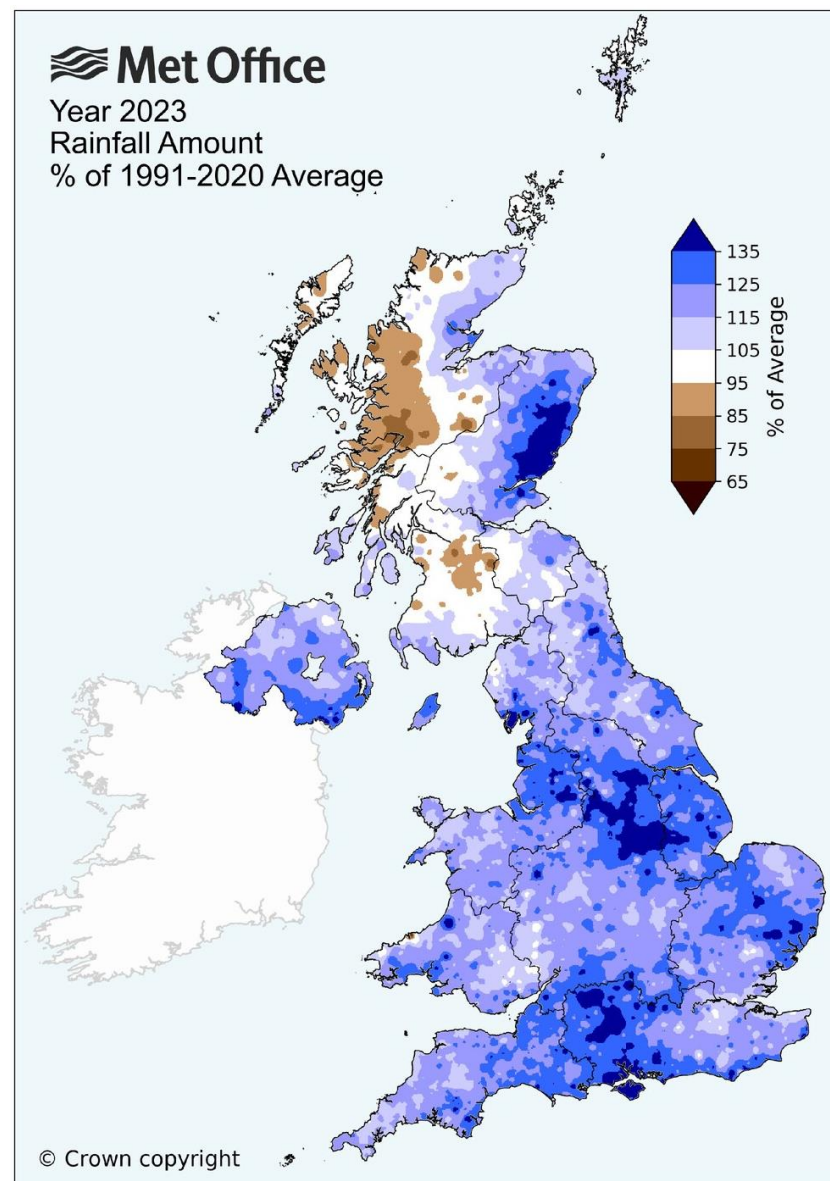 Met Office
Year 2023
Rainfall Amount
% of 1991-2020 Average
135
125
115
105
95
85
75
65
% of Average
© Crown copyright